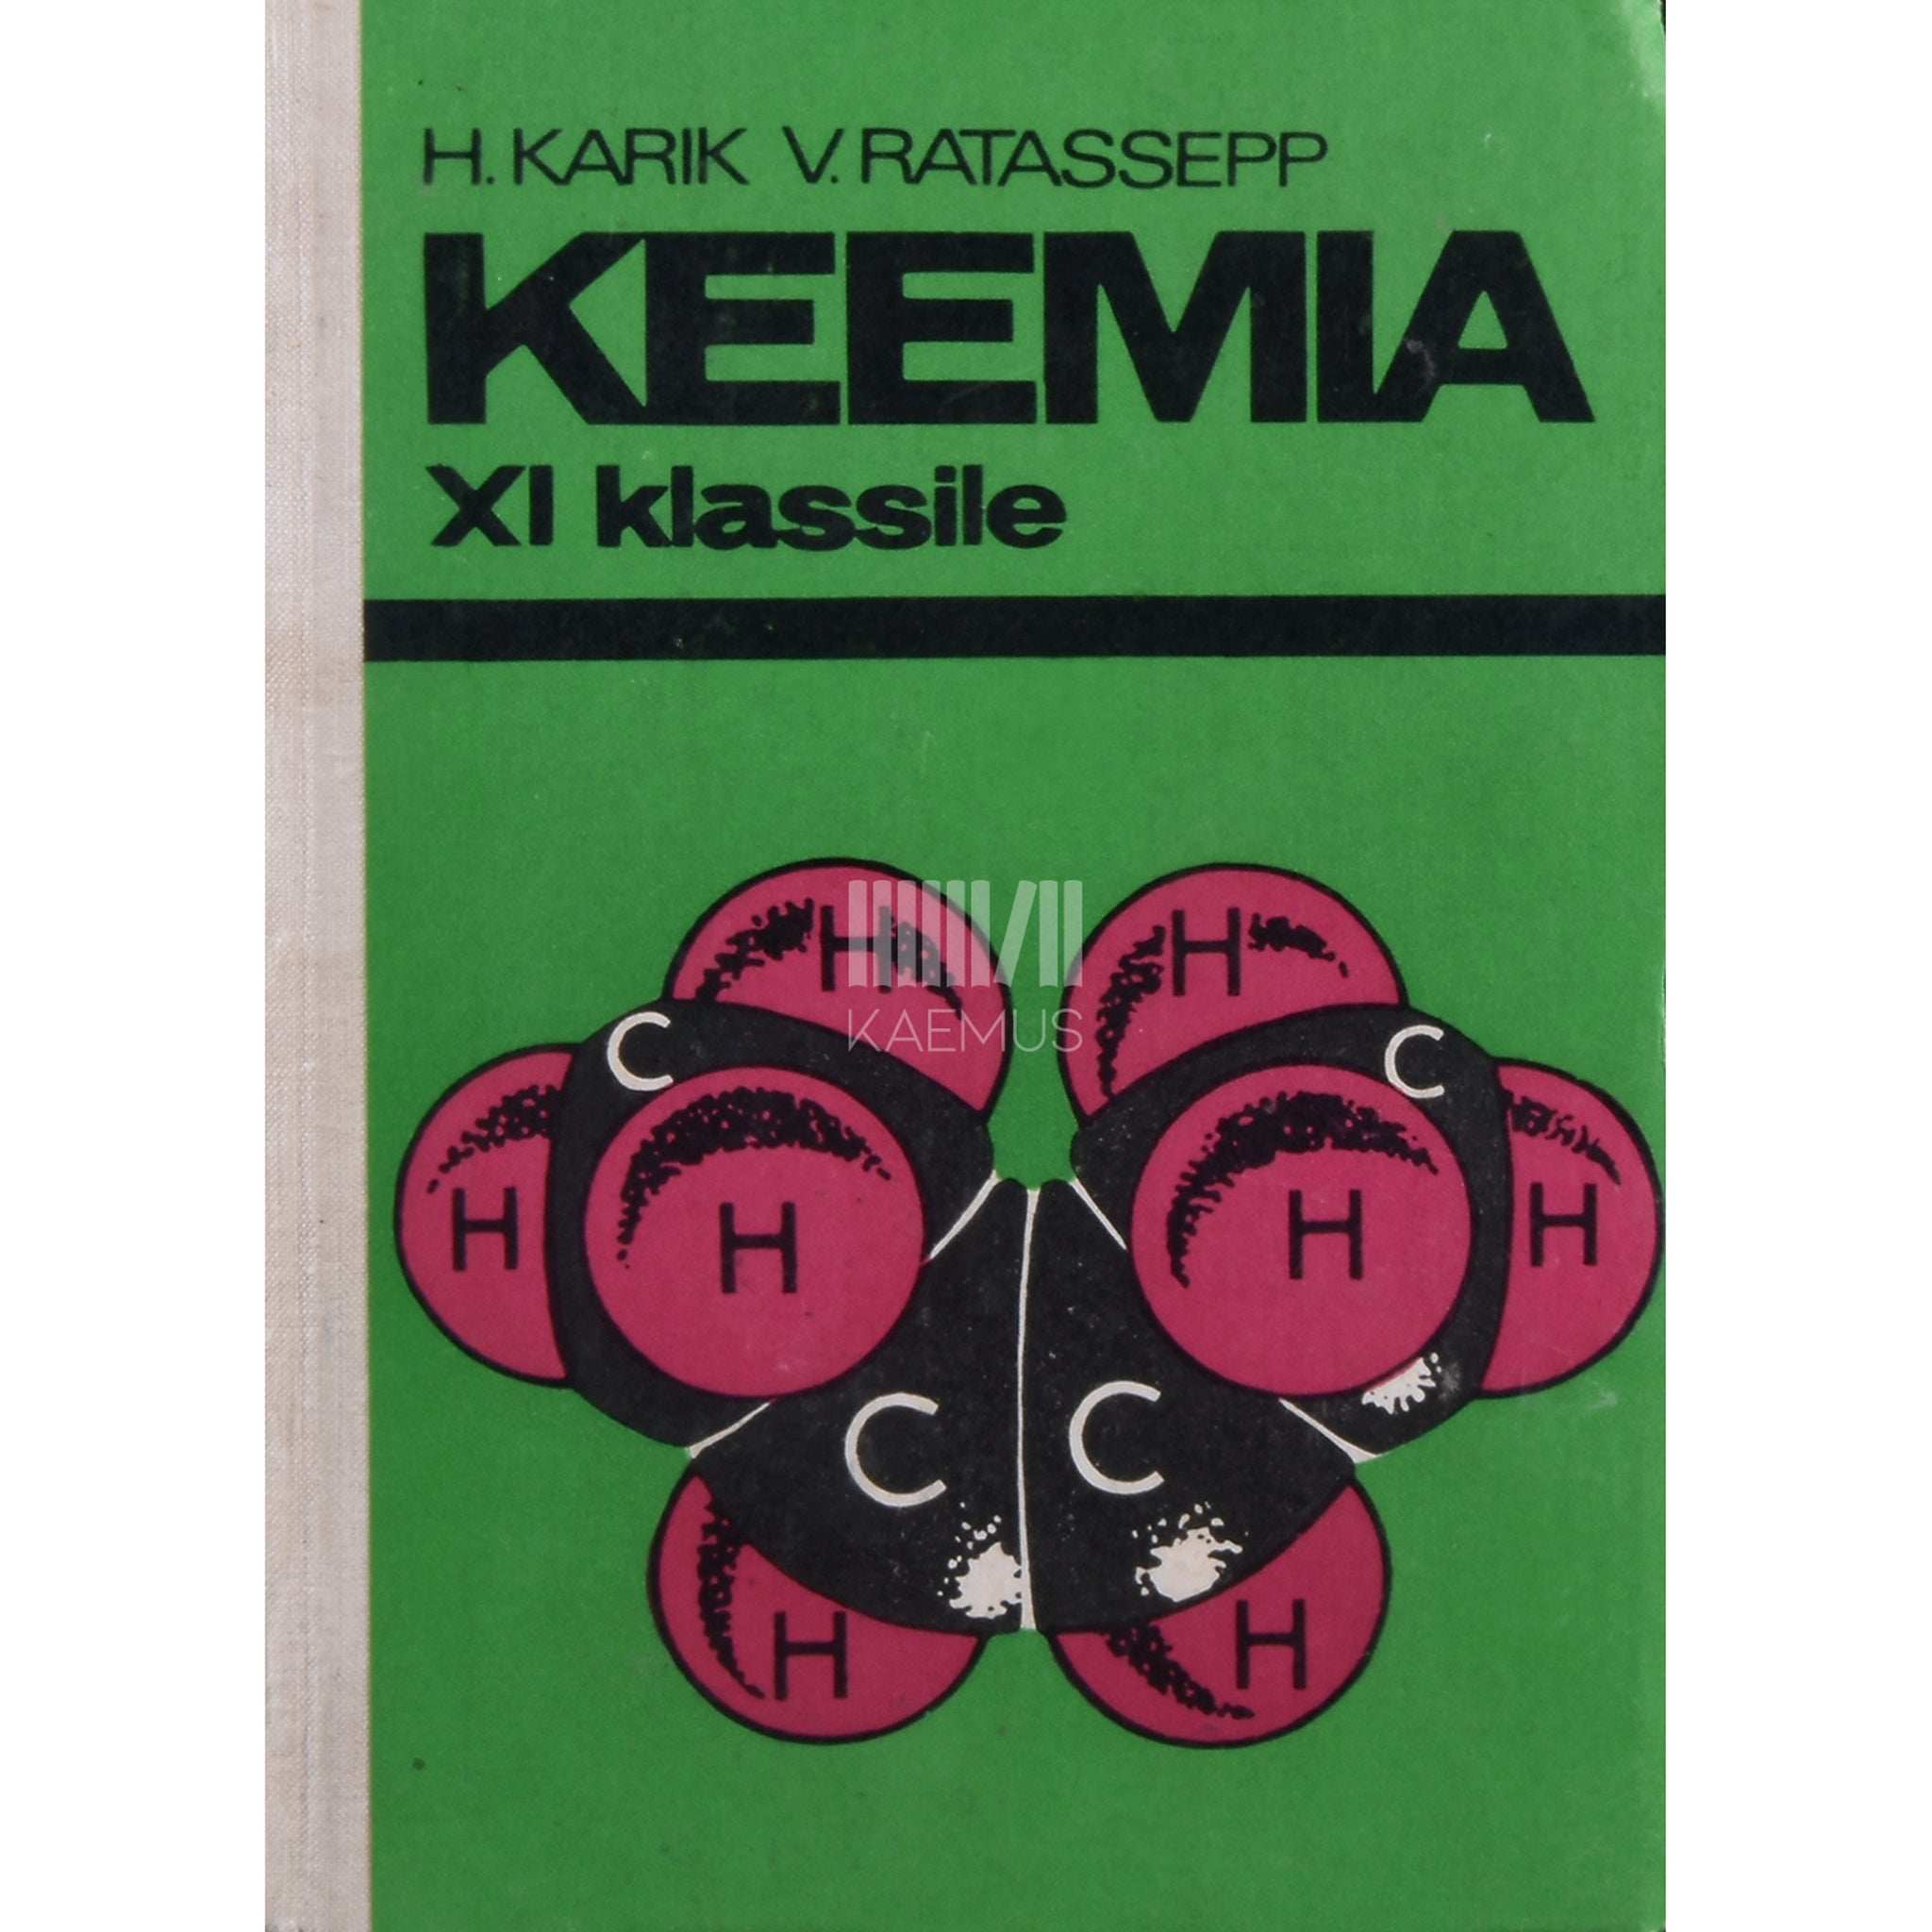 H. KARIK V. RATASSEPP
KEEMIA
XI klassile
H H
KAEMUS
C C
H H H H
C C
H H